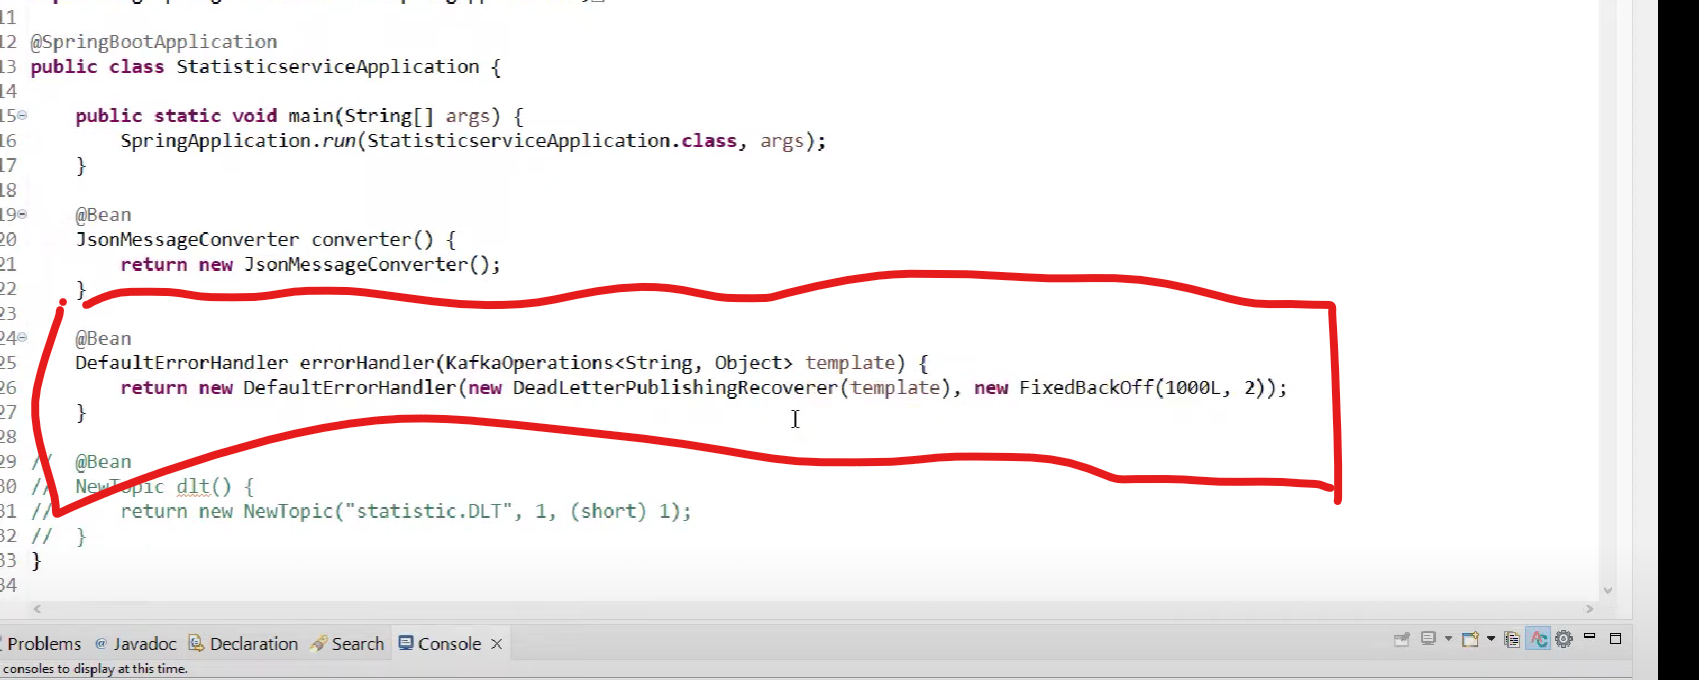 11
12 @SpringBootApplication
13 public class StatisticserviceApplication {
14
15 public static void main(String[] args) {
16 SpringApplication.run(StatisticserviceApplication.class, args);
17 }
18
19 @Bean
20 JsonMessageConverter converter() {
21 return new JsonMessageConverter();
22 }
23
24 @Bean
25 DefaultErrorHandler errorHandler(KafkaOperations<String, Object> template) {
26 return new DefaultErrorHandler(new DeadLetterPublishingRecoverer(template), new FixedBackOff(1000L, 2));
27 }
28
29 // @Bean
30 // NewTopic dlt() {
31 // return new NewTopic("statistic.DLT", 1, (short) 1);
32 // }
33 }
34
Problems @ Javadoc Declaration Search Console
consoles to display at this time.